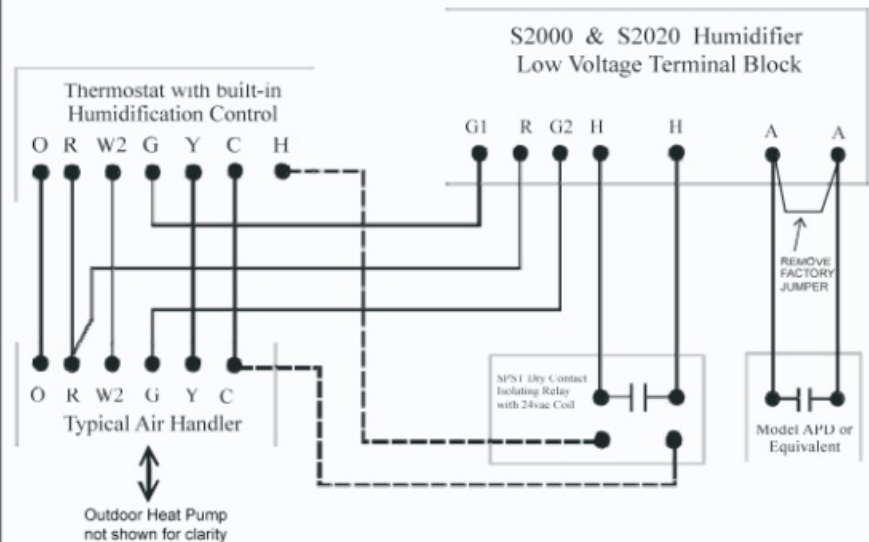 S2000 & S2020 Humidifier
Low Voltage Terminal Block
Thermostat with built-in
Humidification Control
G1 R G2 H H A A
O R W2 G Y C H
REMOVE
FACTORY
JUMPER
SPST Dry Contact
Isolating Relay
with 24vac Coil
O R W2 G Y C
Typical Air Handler
Model APD or
Equivalent
Outdoor Heat Pump
not shown for clarity